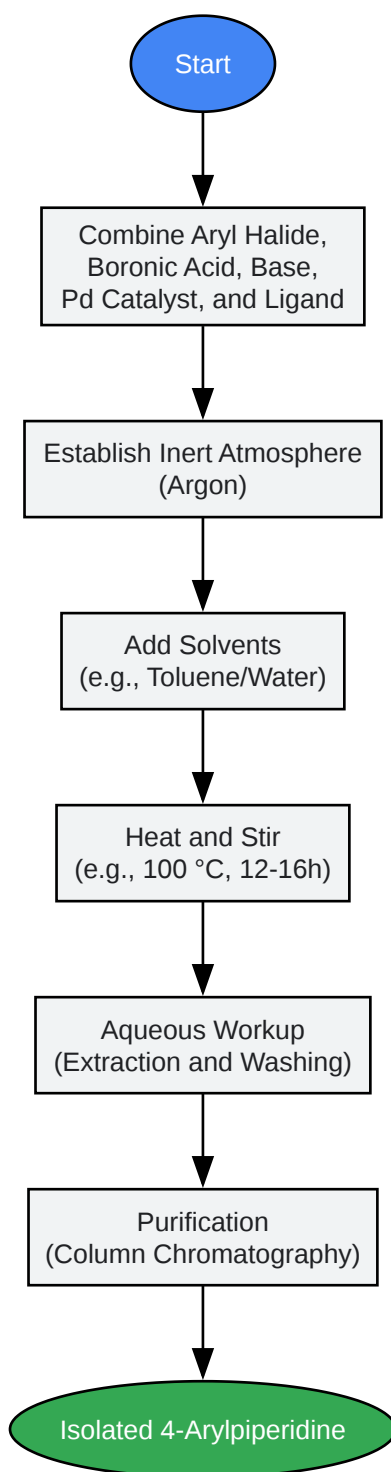 Start
Combine Aryl Halide,
Boronic Acid, Base,
Pd Catalyst, and Ligand
Establish Inert Atmosphere
(Argon)
Add Solvents
(e.g., Toluene/Water)
Heat and Stir
(e.g., 100 °C, 12-16h)
Aqueous Workup
(Extraction and Washing)
Purification
(Column Chromatography)
Isolated 4-Arylpiperidine